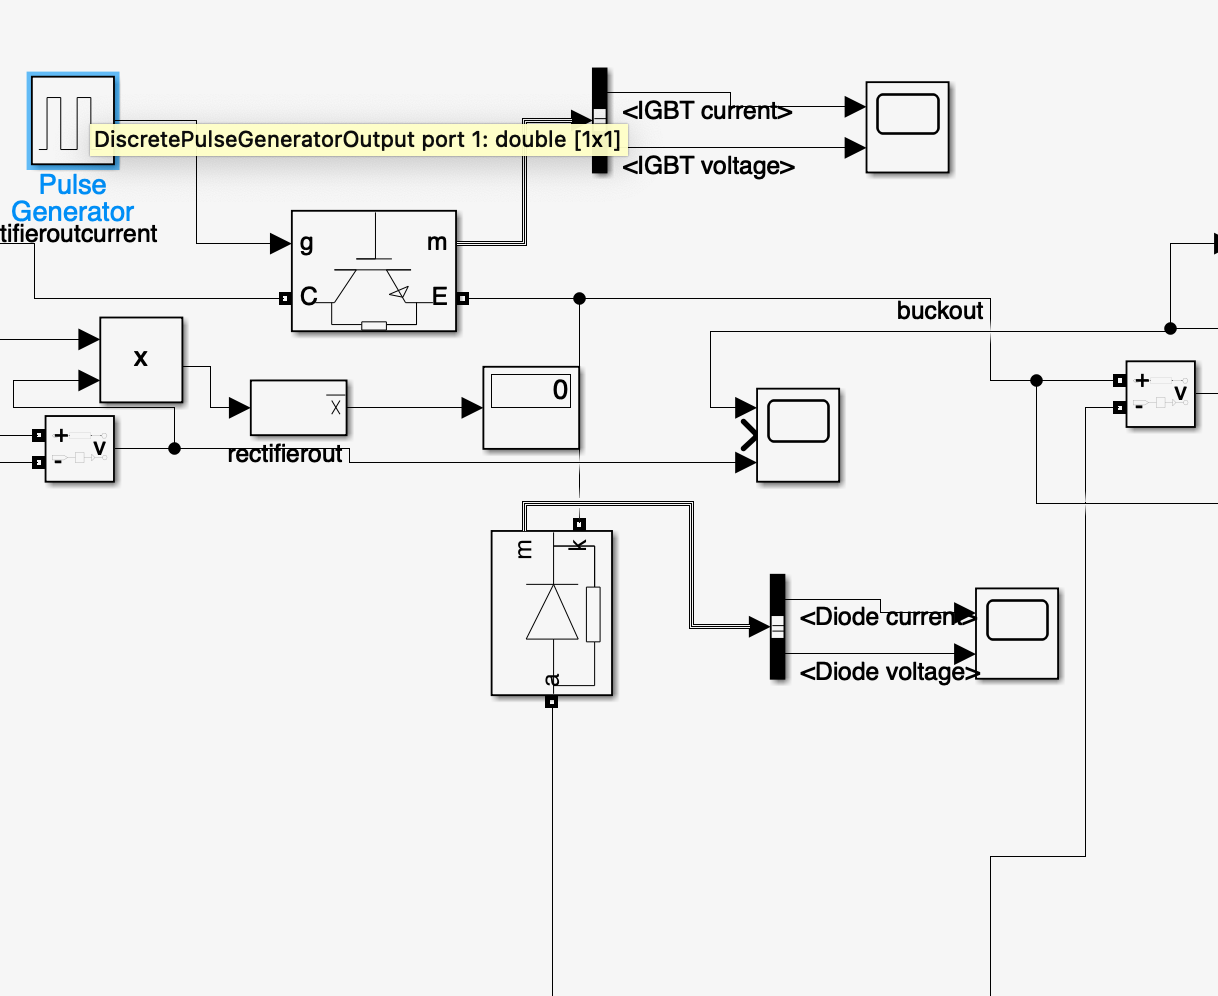 <IGBT current>
DiscretePulseGeneratorOutput port 1: double [1x1]
<IGBT voltage>
Pulse
Generator
tifieroutcurrent
g
m
C
E
buckout
x
x
0
+
-
v
+
-
v
rectifierout
m
k
a
<Diode current>
<Diode voltage>